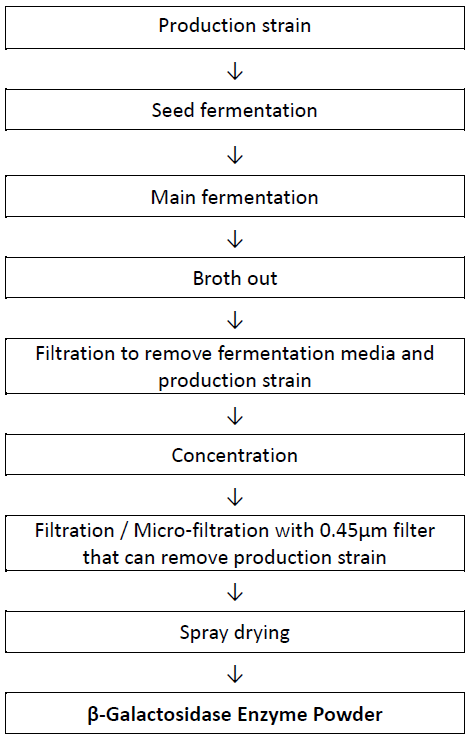 Production strain
↓
Seed fermentation
↓
Main fermentation
↓
Broth out
↓
Filtration to remove fermentation media and
production strain
↓
Concentration
↓
Filtration / Micro-filtration with 0.45µm filter
that can remove production strain
↓
Spray drying
↓
β-Galactosidase Enzyme Powder